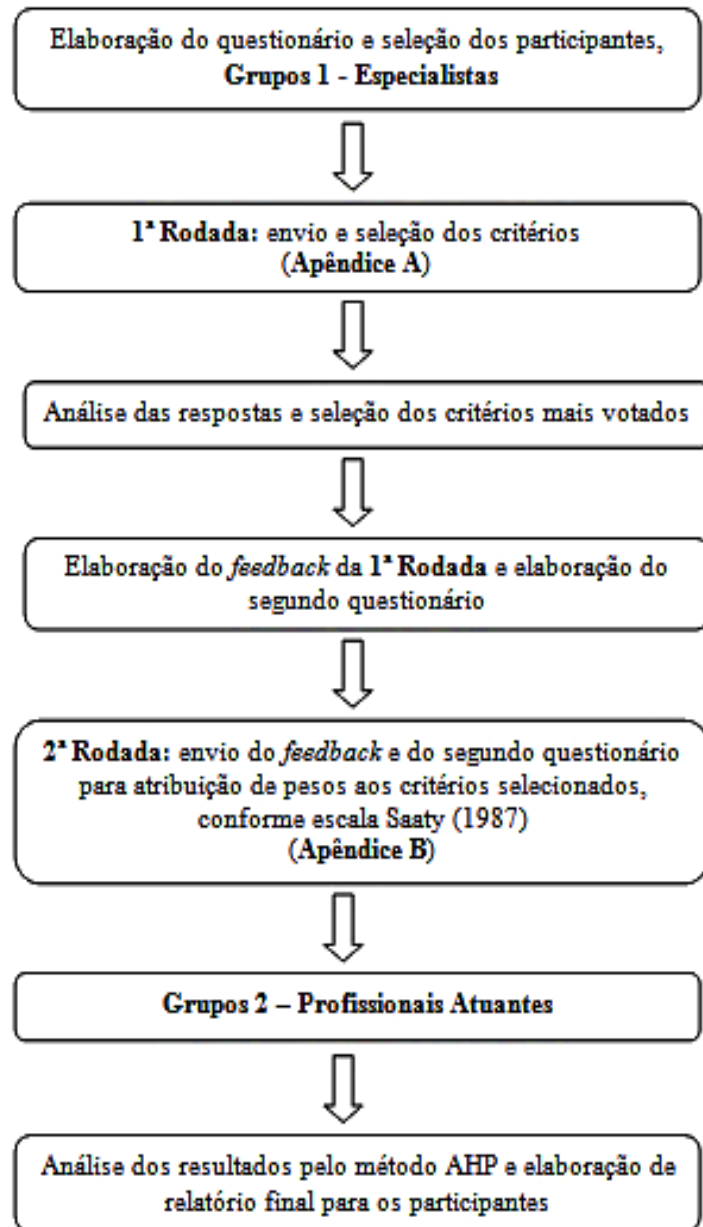 Elaboração do questionário e seleção dos participantes,
Grupos 1 - Especialistas
1ª Rodada: envio e seleção dos critérios
(Apêndice A)
Análise das respostas e seleção dos critérios mais votados
Elaboração do feedback da 1ª Rodada e elaboração do
segundo questionário
2ª Rodada: envio do feedback e do segundo questionário
para atribuição de pesos aos critérios selecionados,
conforme escala Saaty (1987)
(Apêndice B)
Grupos 2 – Profissionais Atuantes
Análise dos resultados pelo método AHP e elaboração de
relatório final para os participantes